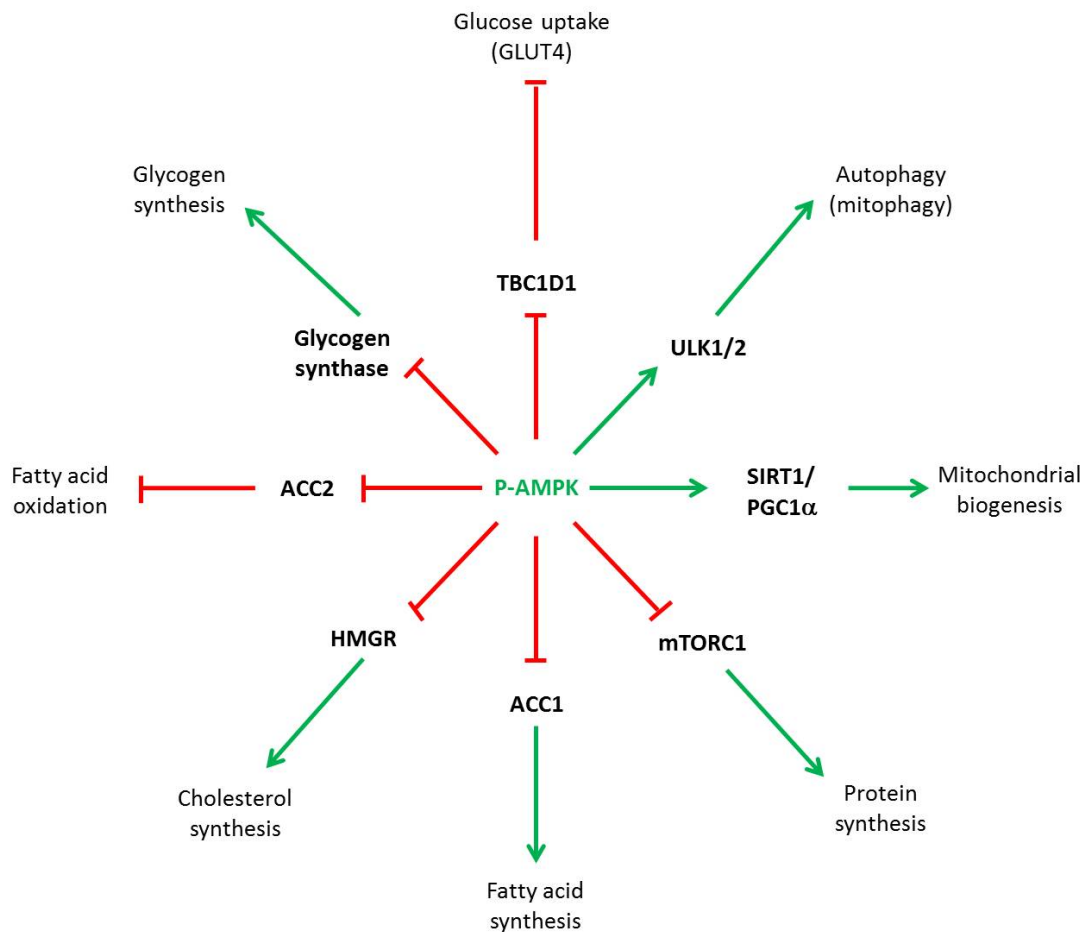 Glucose uptake
(GLUT4)
Glycogen
synthesis
Autophagy
(mitophagy)
TBC1D1
Glycogen
synthase
ULK1/2
Fatty acid
oxidation
ACC2
P-AMPK
SIRT1/
PGC1α
Mitochondrial
biogenesis
HMGR
mTORC1
ACC1
Cholesterol
synthesis
Protein
synthesis
Fatty acid
synthesis